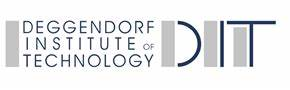 DEGGENDORF
INSTITUTE OF
TECHNOLOGY
DIT